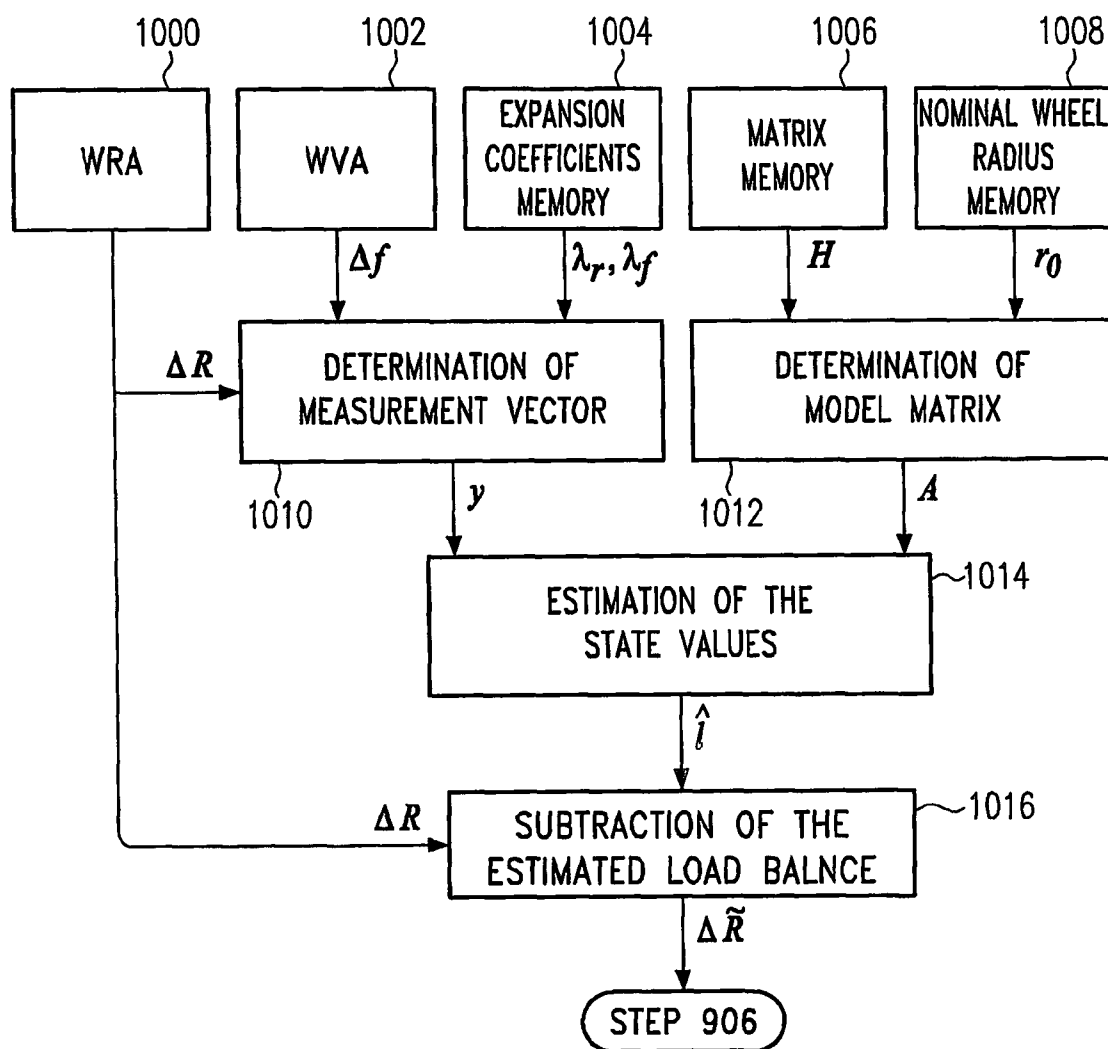 1000
1002
1004
1006
1008
WRA
WVA
EXPANSION
COEFFICIENTS
MEMORY
MATRIX
MEMORY
NOMINAL WHEEL
RADIUS
MEMORY
Δf
λr, λf
H
r0
ΔR
DETERMINATION OF
MEASUREMENT VECTOR
DETERMINATION OF
MODEL MATRIX
1010
y
1012
A
ESTIMATION OF THE
STATE VALUES
1014
l̂
ΔR
SUBTRACTION OF THE
ESTIMATED LOAD BALNCE
1016
ΔR̃
STEP 906